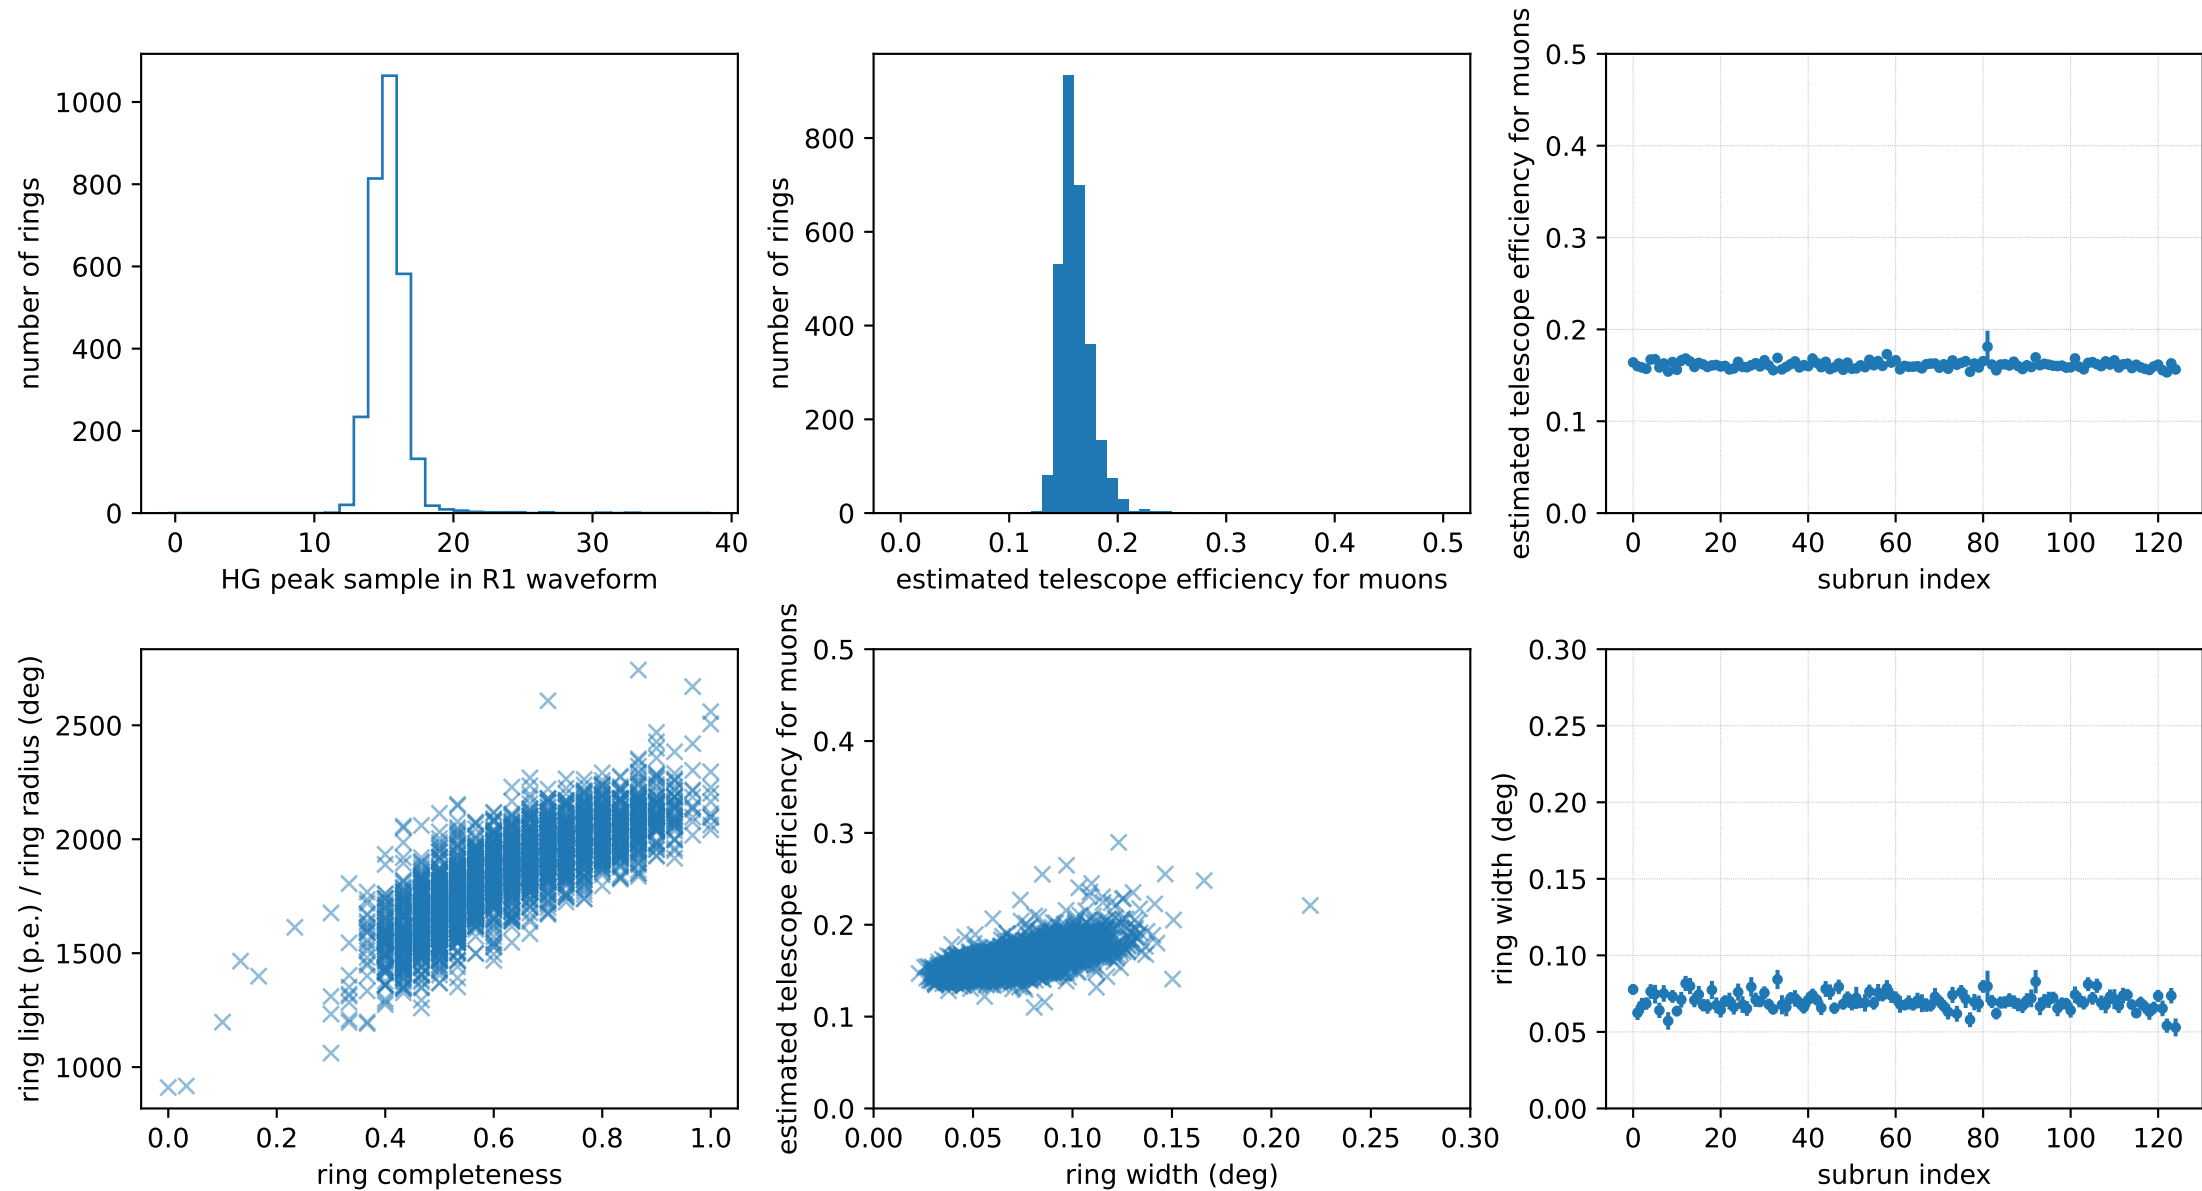 number of rings
1000
800
600
400
200
0
0 10 20 30 40
HG peak sample in R1 waveform
number of rings
800
600
400
200
0
0.0 0.1 0.2 0.3 0.4 0.5
estimated telescope efficiency for muons
estimated telescope efficiency for muons
0.5
0.4
0.3
0.2
0.1
0.0
0 20 40 60 80 100 120
subrun index
ring light (p.e.) / ring radius (deg)
2500
2000
1500
1000
0.0 0.2 0.4 0.6 0.8 1.0
ring completeness
estimated telescope efficiency for muons
0.5
0.4
0.3
0.2
0.1
0.0
0.00 0.05 0.10 0.15 0.20 0.25 0.30
ring width (deg)
ring width (deg)
0.30
0.25
0.20
0.15
0.10
0.05
0.00
0 20 40 60 80 100 120
subrun index